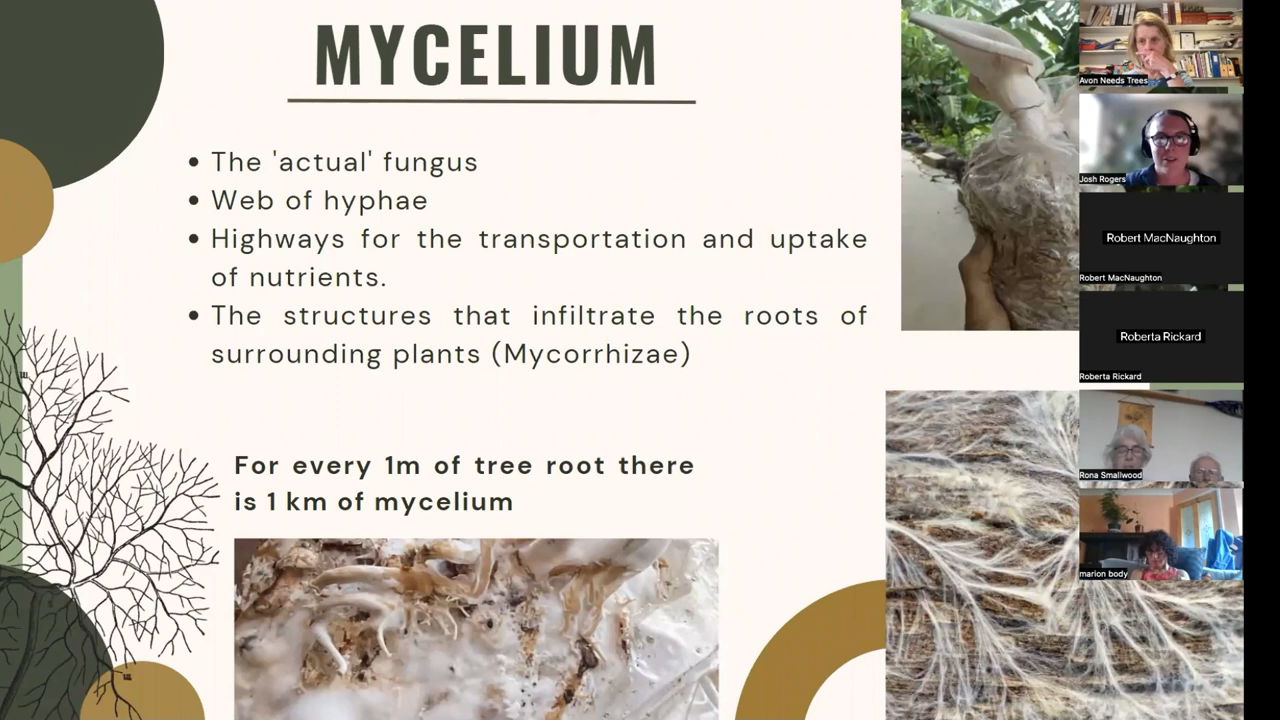 MYCELIUM
• The 'actual' fungus
• Web of hyphae
• Highways for the transportation and uptake
of nutrients.
• The structures that infiltrate the roots of
surrounding plants (Mycorrhizae)
For every 1m of tree root there
is 1 km of mycelium
Avon Needs Trees
Josh Rogers
Robert MacNaughton
Robert MacNaughton
Roberta Rickard
Roberta Rickard
Rona Smallwood
marion body